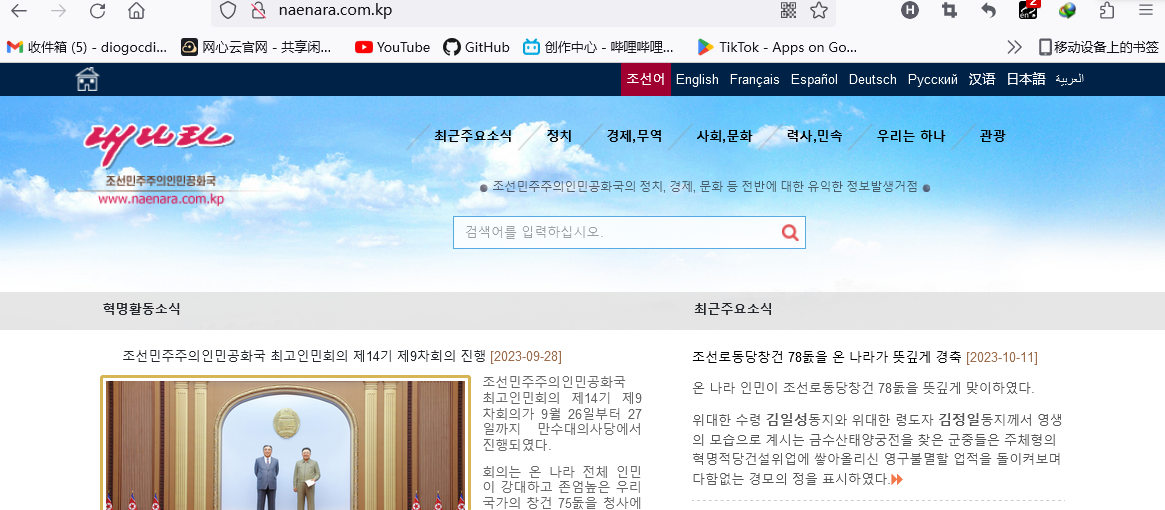 naenara.com.kp
2
en
H
收件箱 (5) - diogocdi...
网心云官网 - 共享闲...
YouTube
GitHub
创作中心 - 哔哩哔哩...
TikTok - Apps on Go...
移动设备上的书签
조선어 English Français Español Deutsch Русский 汉语 日本語 العربية
내나라
조선민주주의인민공화국
www.naenara.com.kp
최근주요소식 정치 경제,무역 사회,문화 력사,민속 우리는 하나 관광
조선민주주의인민공화국의 정치, 경제, 문화 등 전반에 대한 유익한 정보발생거점
검색어를 입력하십시오.
혁명활동소식
조선민주주의인민공화국 최고인민회의 제14기 제9차회의 진행 [2023-09-28]
조선민주주의인민공화국
최고인민회의 제14기 제9
차회의가 9월 26일부터 27
일까지 만수대의사당에서
진행되였다.
회의는 온 나라 전체 인민
이 강대하고 존엄높은 우리
국가의 창건 75돐을 청사에
최근주요소식
조선로동당창건 78돐을 온 나라가 뜻깊게 경축 [2023-10-11]
온 나라 인민이 조선로동당창건 78돐을 뜻깊게 맞이하였다.
위대한 수령 김일성동지와 위대한 령도자 김정일동지께서 영생
의 모습으로 계시는 금수산태양궁전을 찾은 군중들은 주체형의
혁명적당건설위업에 쌓아올리신 영구불멸할 업적을 돌이켜보며
다함없는 경모의 정을 표시하였다.